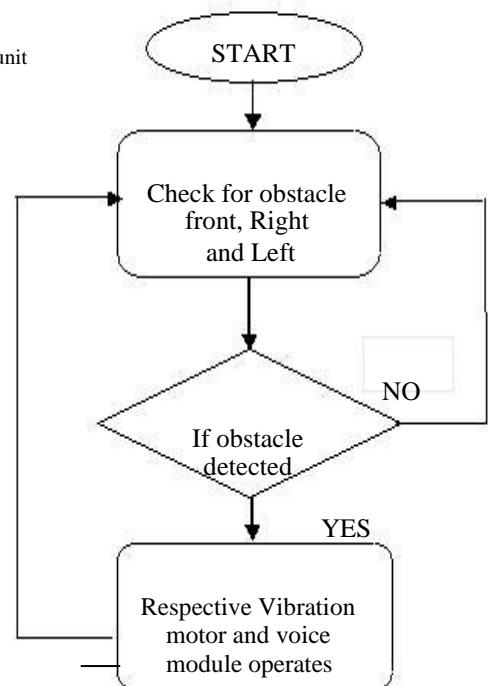 unit
START
Check for obstacle
front, Right
and Left
NO
If obstacle
detected
YES
Respective Vibration
motor and voice
module operates